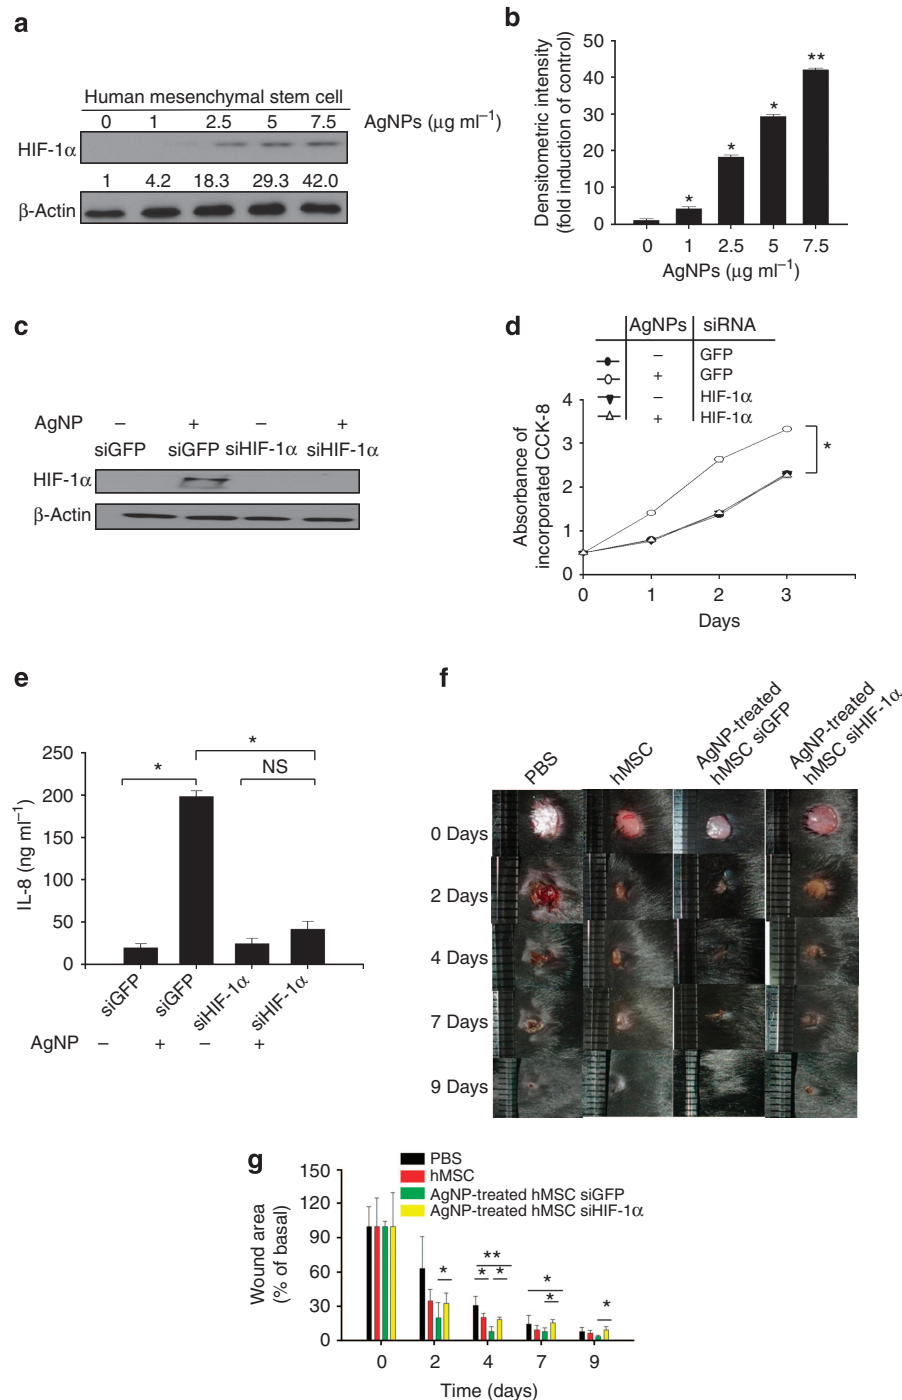 a
Human mesenchymal stem cell
0 1 2.5 5 7.5 AgNPs (µg ml⁻¹)
HIF-1α
1 4.2 18.3 29.3 42.0
β-Actin
b
Densitometric intensity
(fold induction of control)
50
40
30
20
10
0
* * * **
0 1 2.5 5 7.5
AgNPs (µg ml⁻¹)
c
AgNP – + – +
siGFP siGFP siHIF-1α siHIF-1α
HIF-1α
β-Actin
d
AgNPs siRNA
– GFP
+ GFP
– HIF-1α
+ HIF-1α
Absorbance of
incorporated CCK-8
4
3
2
1
0
*
0 1 2 3
Days
e
IL-8 (ng ml⁻¹)
250
200
150
100
50
0
*
* NS
siGFP siGFP siHIF-1α siHIF-1α
AgNP – + – +
f
PBS
hMSC
AgNP-treated
hMSC siGFP
AgNP-treated
hMSC siHIF-1α
0 Days
2 Days
4 Days
7 Days
9 Days
g
PBS
hMSC
AgNP-treated hMSC siGFP
AgNP-treated hMSC siHIF-1α
Wound area
(% of basal)
150
120
90
60
30
0
*
**
* *
*
*
*
0 2 4 7 9
Time (days)